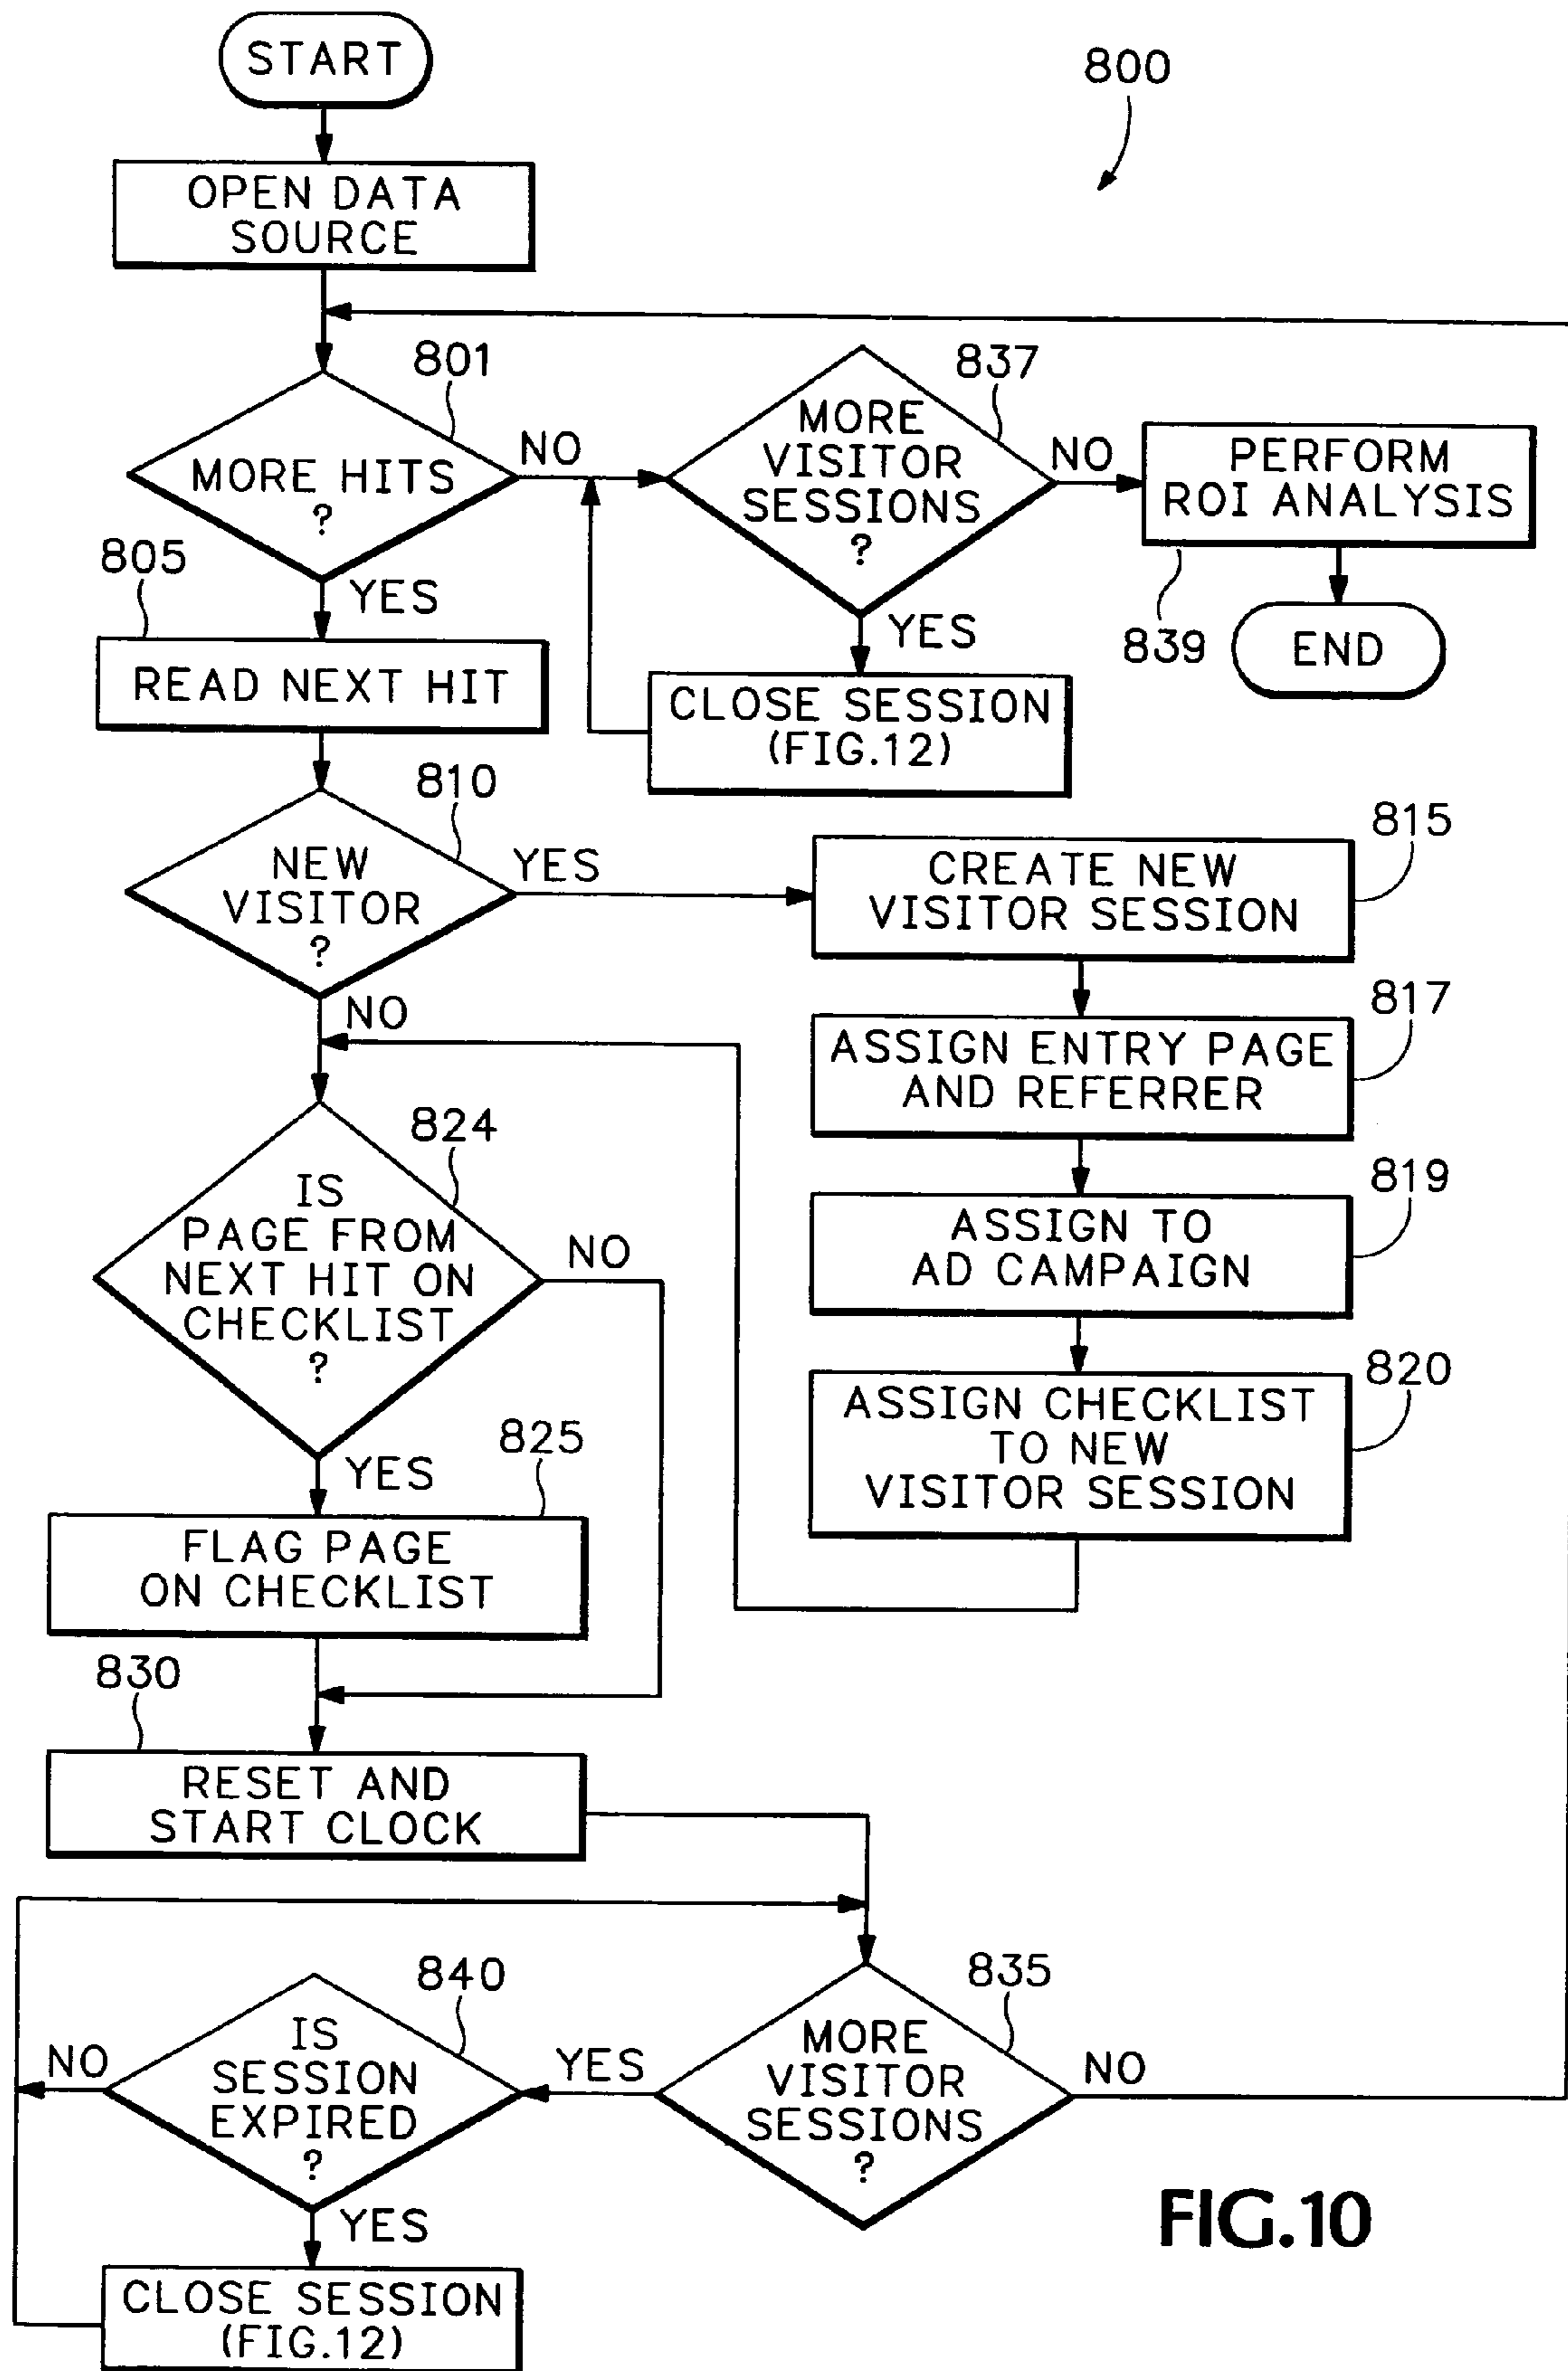 START
800
OPEN DATA
SOURCE
801
MORE HITS
?
NO
YES
837
MORE
VISITOR
SESSIONS
?
NO
YES
PERFORM
ROI ANALYSIS
839
END
CLOSE SESSION
(FIG.12)
805
READ NEXT HIT
810
NEW
VISITOR
?
YES
NO
815
CREATE NEW
VISITOR SESSION
817
ASSIGN ENTRY PAGE
AND REFERRER
819
ASSIGN TO
AD CAMPAIGN
820
ASSIGN CHECKLIST
TO NEW
VISITOR SESSION
824
IS
PAGE FROM
NEXT HIT ON
CHECKLIST
?
NO
YES
825
FLAG PAGE
ON CHECKLIST
830
RESET AND
START CLOCK
835
MORE
VISITOR
SESSIONS
?
YES
NO
840
IS
SESSION
EXPIRED
?
NO
YES
CLOSE SESSION
(FIG.12)
FIG.10